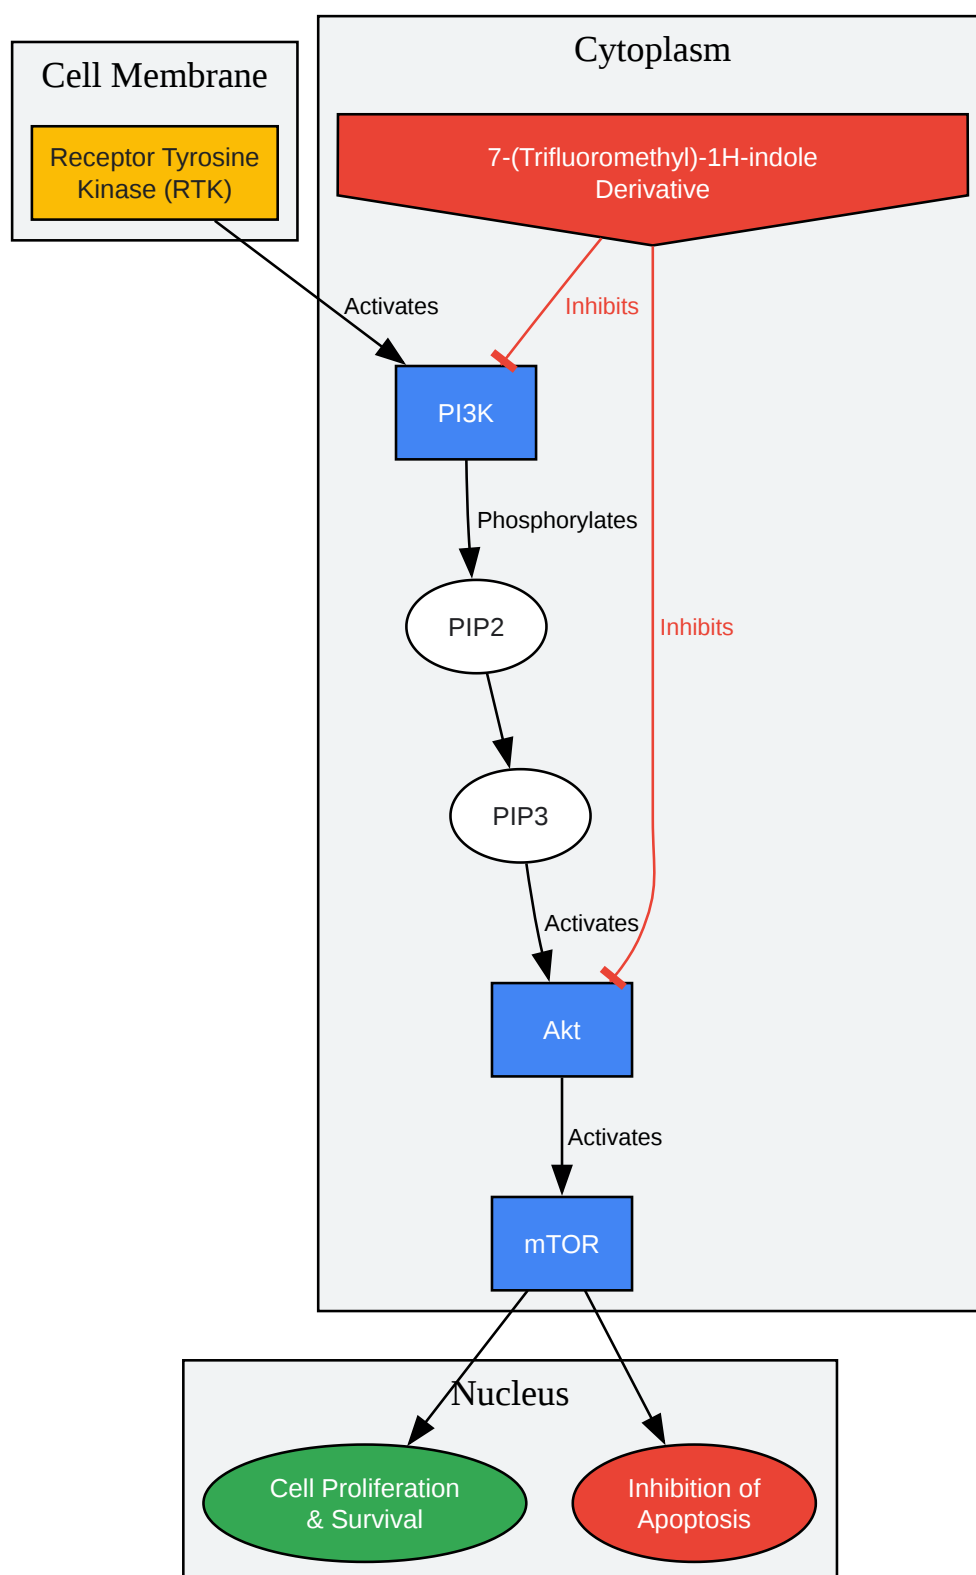 Cytoplasm
Cell Membrane
Receptor Tyrosine
Kinase (RTK)
7-(Trifluoromethyl)-1H-indole
Derivative
Activates
Inhibits
PI3K
Phosphorylates
PIP2
Inhibits
PIP3
Activates
Akt
Activates
mTOR
Nucleus
Cell Proliferation
& Survival
Inhibition of
Apoptosis